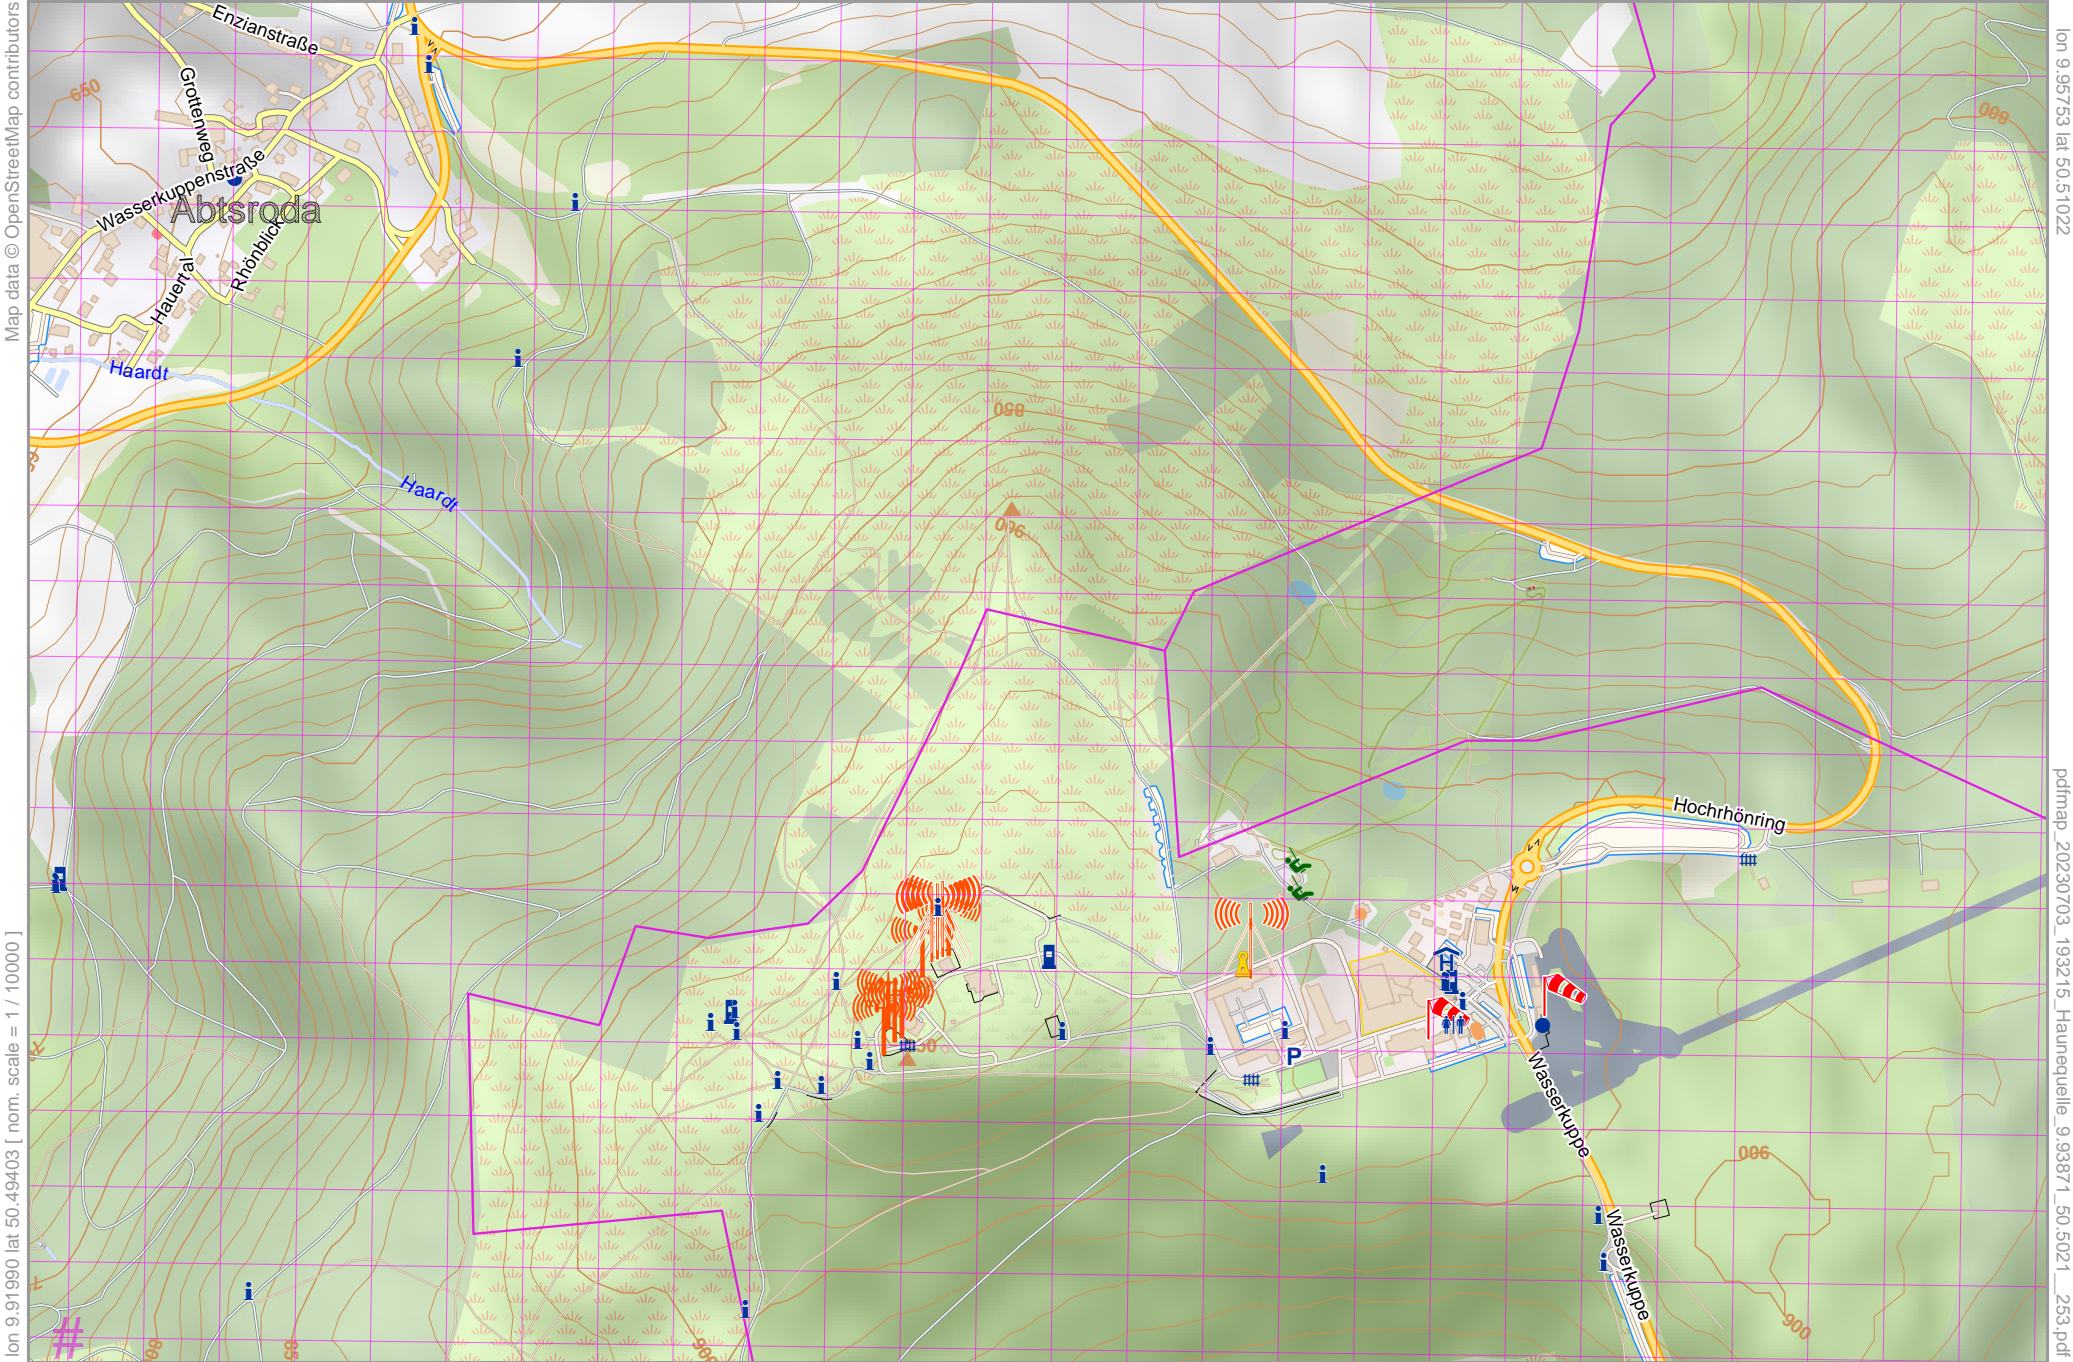 Map data © OpenStreetMap contributors
lon 9.91990 lat 50.49403 [ nom. scale = 1 / 10000 ]
lon 9.95753 lat 50.51022
pdfmap_20230703_193215_Haunequelle_9.93871_50.5021__253.pdf
Enzianstraße
650
Grottenweg
Wasserkuppenstraße
Abtsroda
Rhönblick
Hauertal
Haardt
Haardt
800
850
900
Hochrhönring
H
P
Wasserkuppe
Wasserkuppe
900
900
#